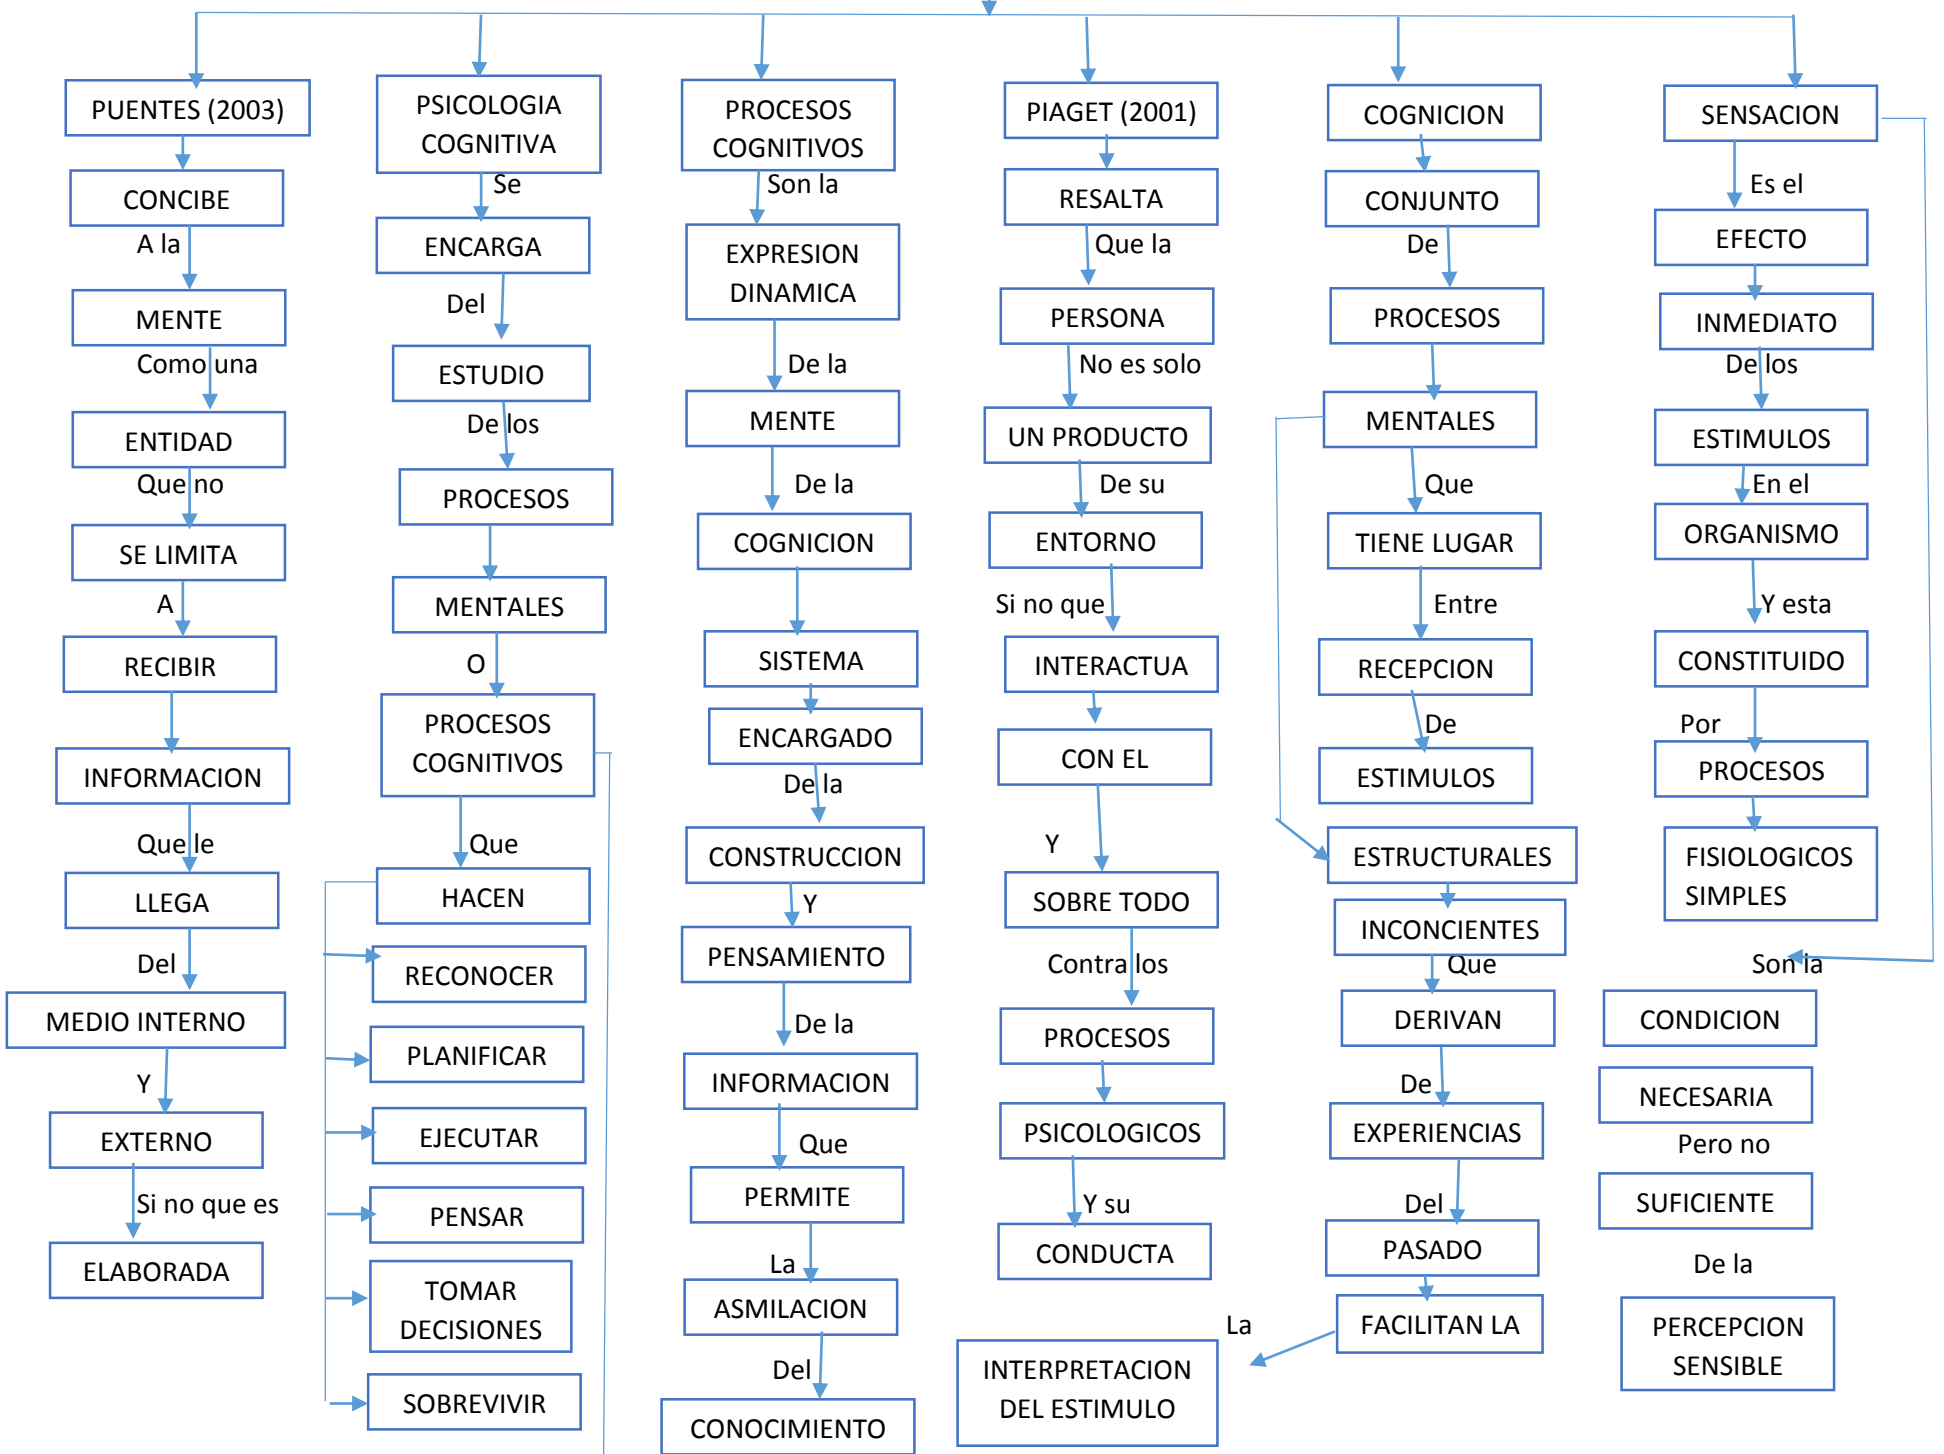 PUENTES (2003)
CONCIBE
A la
MENTE
Como una
ENTIDAD
Que no
SE LIMITA
A
RECIBIR
INFORMACION
Que le
LLEGA
Del
MEDIO INTERNO
Y
EXTERNO
Si no que es
ELABORADA
PSICOLOGIA
COGNITIVA
Se
ENCARGA
Del
ESTUDIO
De los
PROCESOS
MENTALES
O
PROCESOS
COGNITIVOS
Que
HACEN
RECONOCER
PLANIFICAR
EJECUTAR
PENSAR
TOMAR
DECISIONES
SOBREVIVIR
PROCESOS
COGNITIVOS
Son la
EXPRESION
DINAMICA
De la
MENTE
De la
COGNICION
SISTEMA
ENCARGADO
De la
CONSTRUCCION
Y
PENSAMIENTO
De la
INFORMACION
Que
PERMITE
La
ASMILACION
Del
CONOCIMIENTO
PIAGET (2001)
RESALTA
Que la
PERSONA
No es solo
UN PRODUCTO
De su
ENTORNO
Si no que
INTERACTUA
CON EL
Y
SOBRE TODO
Contra los
PROCESOS
PSICOLOGICOS
Y su
CONDUCTA
COGNICION
CONJUNTO
De
PROCESOS
MENTALES
Que
TIENE LUGAR
Entre
RECEPCION
De
ESTIMULOS
ESTRUCTURALES
INCONCIENTES
Que
DERIVAN
De
EXPERIENCIAS
Del
PASADO
FACILITAN LA
La
INTERPRETACION
DEL ESTIMULO
SENSACION
Es el
EFECTO
INMEDIATO
De los
ESTIMULOS
En el
ORGANISMO
Y esta
CONSTITUIDO
Por
PROCESOS
FISIOLOGICOS
SIMPLES
Son la
CONDICION
NECESARIA
Pero no
SUFICIENTE
De la
PERCEPCION
SENSIBLE